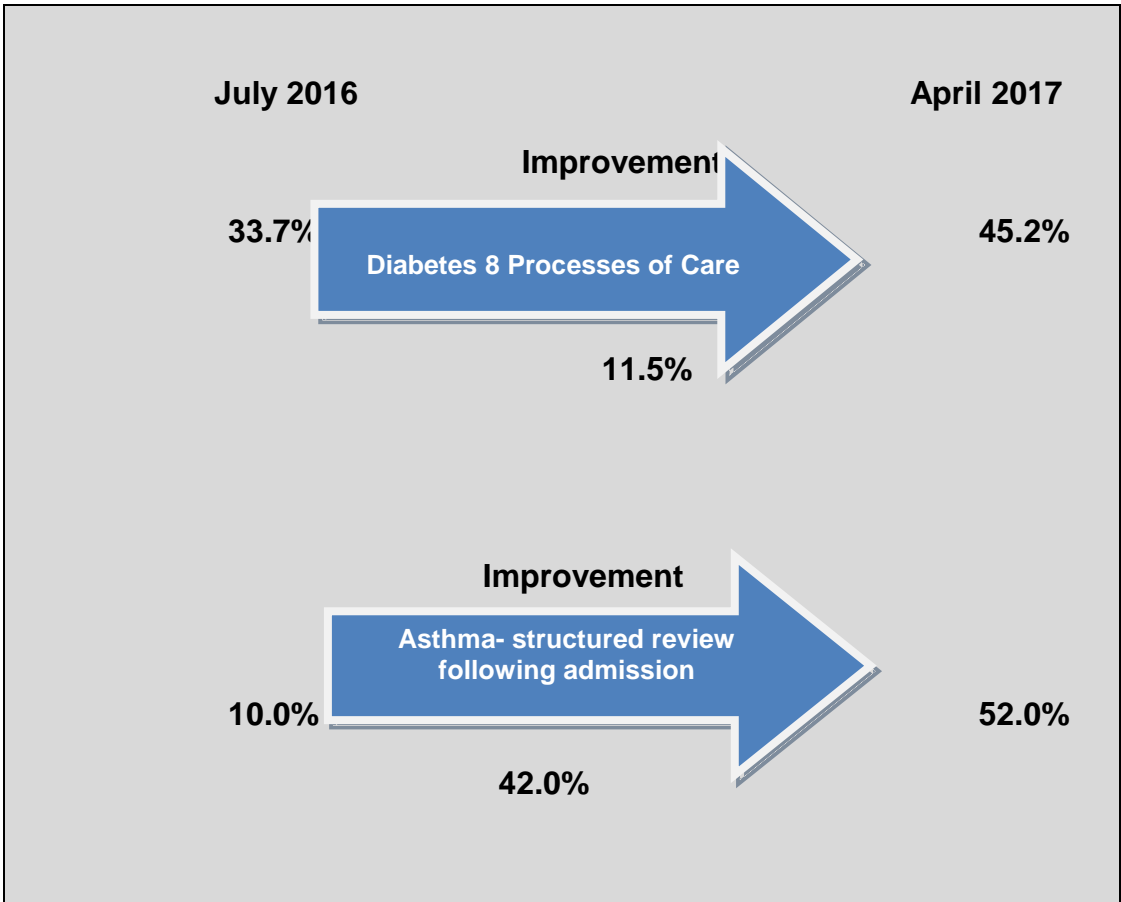 July 2016 April 2017
Improvement
33.7% 45.2%
Diabetes 8 Processes of Care
11.5%
Improvement
Asthma- structured review
following admission
10.0% 52.0%
42.0%